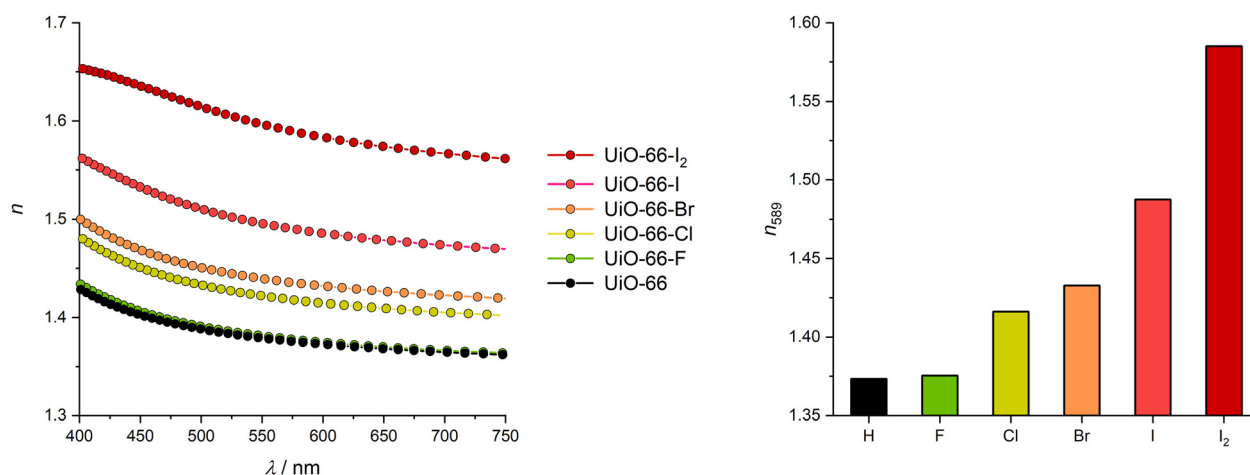 1.7
1.6
1.5
1.4
1.3
n
400 450 500 550 600 650 700 750
λ / nm
UiO-66-I₂
UiO-66-I
UiO-66-Br
UiO-66-Cl
UiO-66-F
UiO-66
1.60
1.55
1.50
1.45
1.40
1.35
n₅₈₉
H F Cl Br I I₂